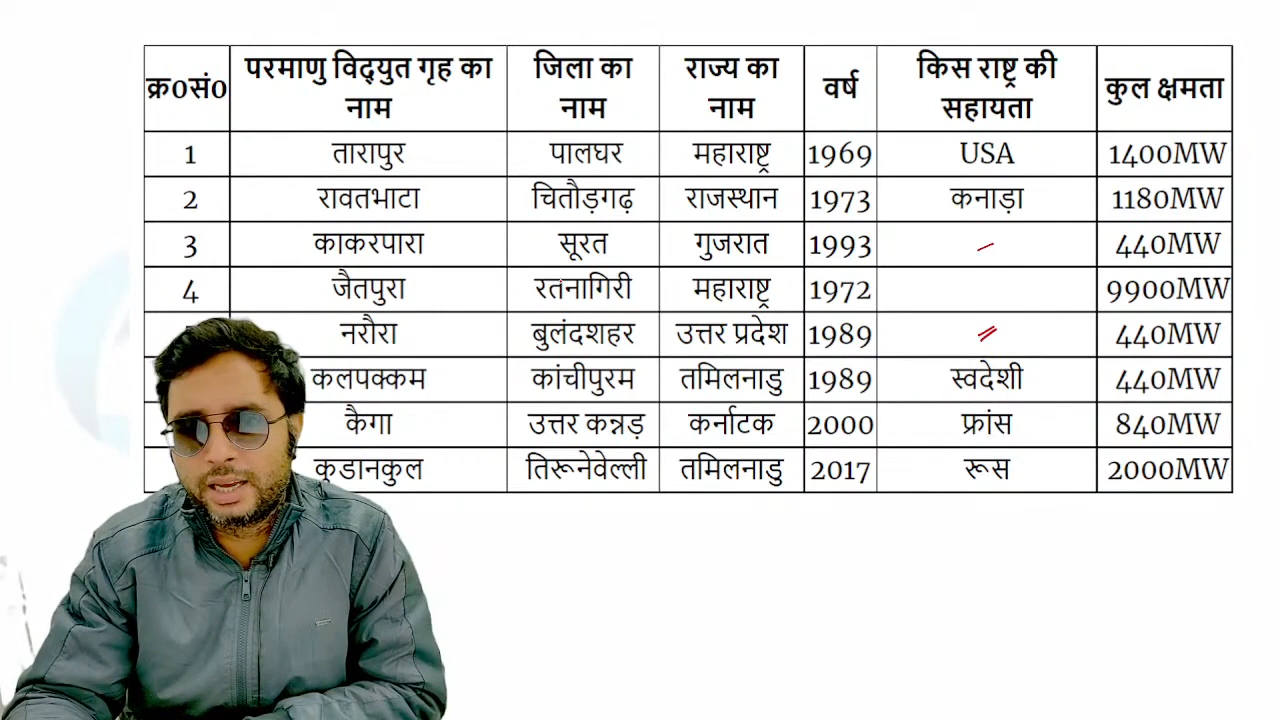 क्र0सं0 परमाणु विद्युत गृह का नाम जिला का नाम राज्य का नाम वर्ष किस राष्ट्र की सहायता कुल क्षमता
1 तारापुर पालघर महाराष्ट्र 1969 USA 1400MW
2 रावतभाटा चितौड़गढ़ राजस्थान 1973 कनाड़ा 1180MW
3 काकरपारा सूरत गुजरात 1993 440MW
4 जैतपुरा रतनागिरी महाराष्ट्र 1972 9900MW
नरौरा बुलंदशहर उत्तर प्रदेश 1989 440MW
कलपक्कम कांचीपुरम तमिलनाडु 1989 स्वदेशी 440MW
कैगा उत्तर कन्नड़ कर्नाटक 2000 फ्रांस 840MW
कुडानकुल तिरूनेवेल्ली तमिलनाडु 2017 रूस 2000MW